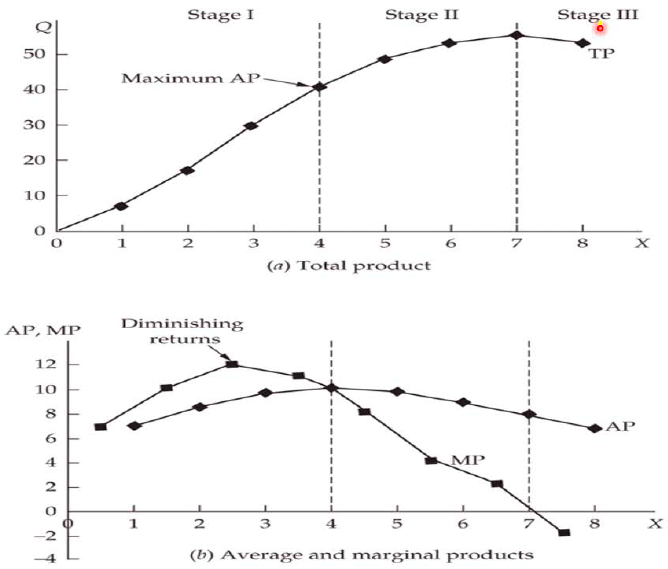 Stage I
Stage II
Stage III
Q
50
40
30
20
10
0
Maximum AP
TP
0 1 2 3 4 5 6 7 8 X
(a) Total product
AP, MP
Diminishing
returns
12
10
8
6
4
2
0
−2
−4
AP
MP
0 1 2 3 4 5 6 7 8 X
(b) Average and marginal products